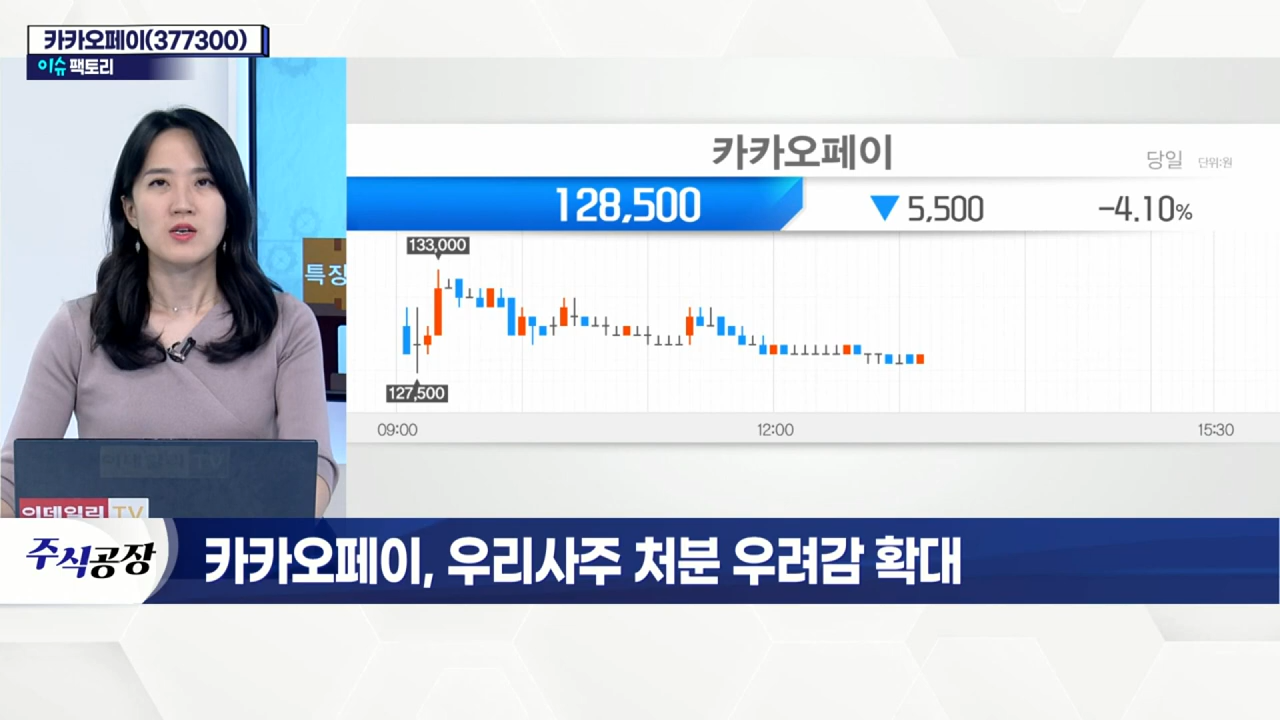 카카오페이(377300)
이슈 팩토리
특징
카카오페이
당일 단위:원
128,500 ▼ 5,500 -4.10%
133,000
127,500
09:00 12:00 15:30
이데일리 TV
주식공장
카카오페이, 우리사주 처분 우려감 확대